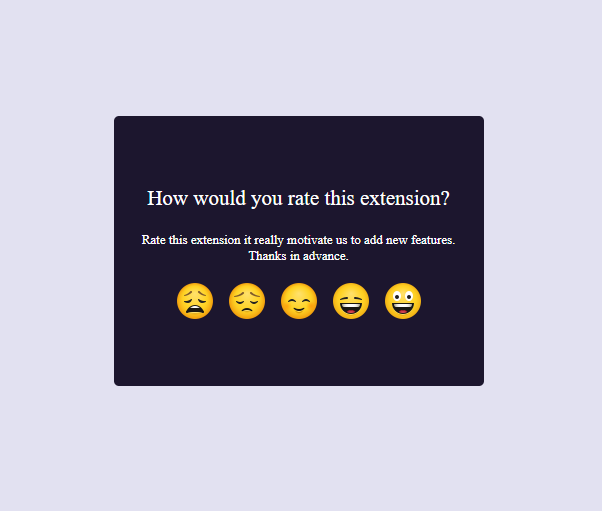 How would you rate this extension?
Rate this extension it really motivate us to add new features.
Thanks in advance.